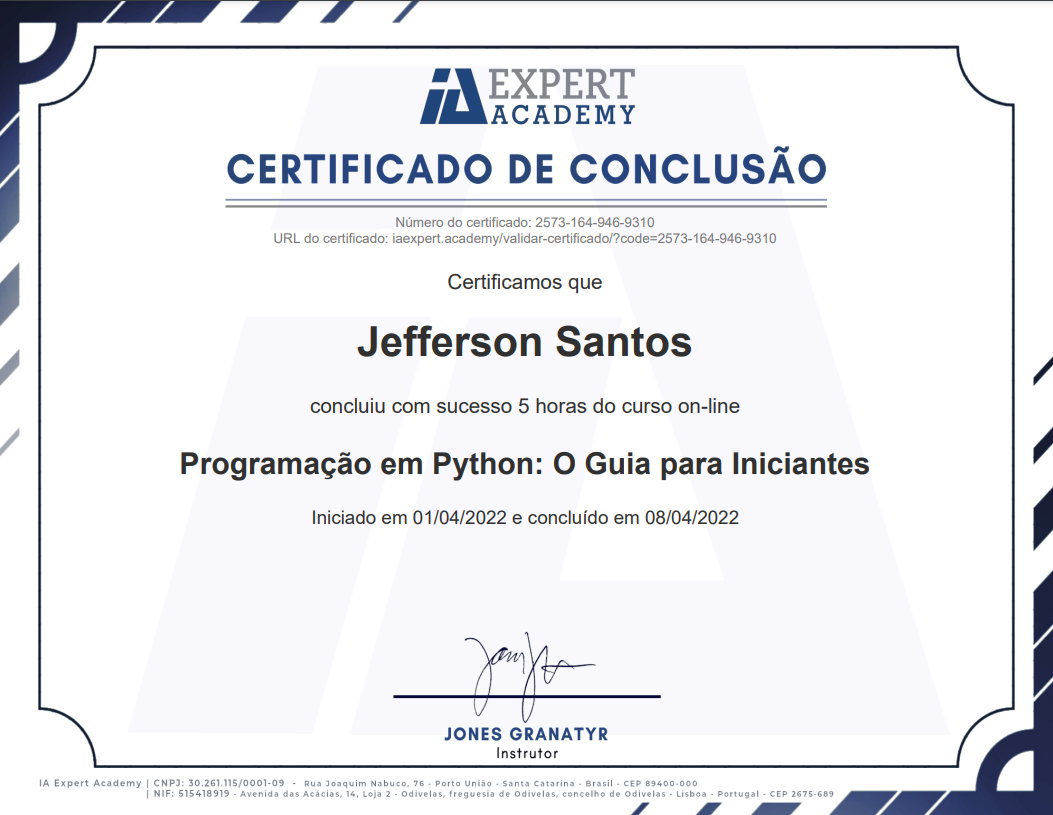 iA EXPERT
ACADEMY
CERTIFICADO DE CONCLUSÃO
Número do certificado: 2573-164-946-9310
URL do certificado: iaexpert.academy/validar-certificado/?code=2573-164-946-9310
Certificamos que
Jefferson Santos
concluiu com sucesso 5 horas do curso on-line
Programação em Python: O Guia para Iniciantes
Iniciado em 01/04/2022 e concluído em 08/04/2022
JONES GRANATYR
Instrutor
IA Expert Academy | CNPJ: 30.261.115/0001-09 - Rua Joaquim Nabuco, 76 - Porto União - Santa Catarina - Brasil - CEP 89400-000
| NIF: 515418919 - Avenida das Acácias, 14, Loja 2 - Odivelas, freguesia de Odivelas, concelho de Odivelas - Lisboa - Portugal - CEP 2675-689